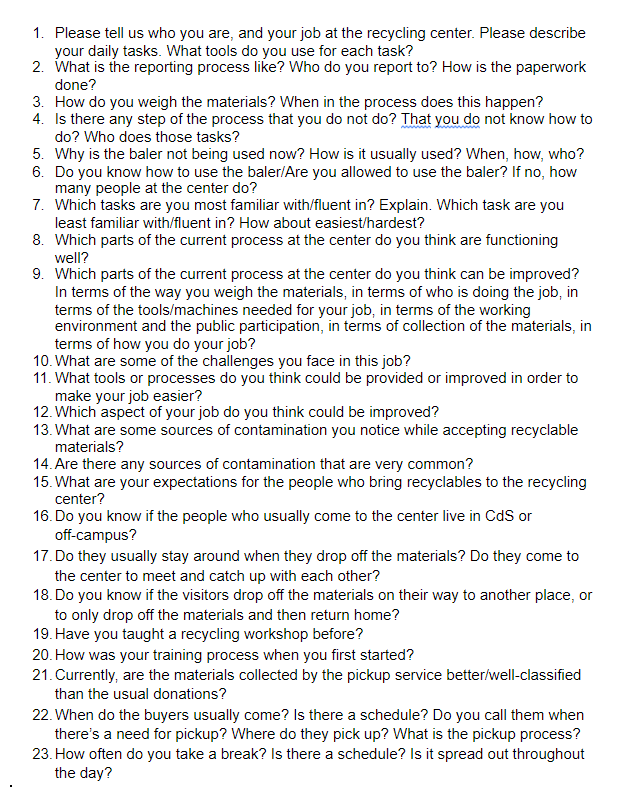 1. Please tell us who you are, and your job at the recycling center. Please describe
your daily tasks. What tools do you use for each task?
2. What is the reporting process like? Who do you report to? How is the paperwork
done?
3. How do you weigh the materials? When in the process does this happen?
4. Is there any step of the process that you do not do? That you do not know how to
do? Who does those tasks?
5. Why is the baler not being used now? How is it usually used? When, how, who?
6. Do you know how to use the baler/Are you allowed to use the baler? If no, how
many people at the center do?
7. Which tasks are you most familiar with/fluent in? Explain. Which task are you
least familiar with/fluent in? How about easiest/hardest?
8. Which parts of the current process at the center do you think are functioning
well?
9. Which parts of the current process at the center do you think can be improved?
In terms of the way you weigh the materials, in terms of who is doing the job, in
terms of the tools/machines needed for your job, in terms of the working
environment and the public participation, in terms of collection of the materials, in
terms of how you do your job?
10. What are some of the challenges you face in this job?
11. What tools or processes do you think could be provided or improved in order to
make your job easier?
12. Which aspect of your job do you think could be improved?
13. What are some sources of contamination you notice while accepting recyclable
materials?
14. Are there any sources of contamination that are very common?
15. What are your expectations for the people who bring recyclables to the recycling
center?
16. Do you know if the people who usually come to the center live in CdS or
off-campus?
17. Do they usually stay around when they drop off the materials? Do they come to
the center to meet and catch up with each other?
18. Do you know if the visitors drop off the materials on their way to another place, or
to only drop off the materials and then return home?
19. Have you taught a recycling workshop before?
20. How was your training process when you first started?
21. Currently, are the materials collected by the pickup service better/well-classified
than the usual donations?
22. When do the buyers usually come? Is there a schedule? Do you call them when
there's a need for pickup? Where do they pick up? What is the pickup process?
23. How often do you take a break? Is there a schedule? Is it spread out throughout
the day?
.